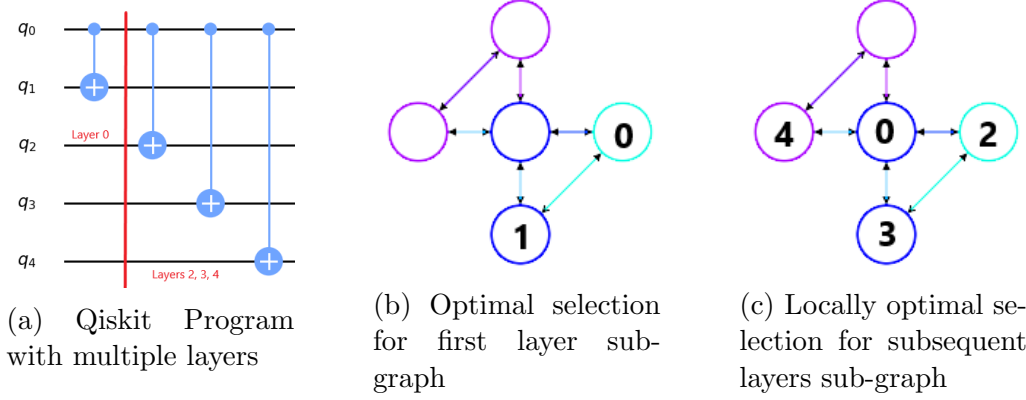 q0
q1
Layer 0
q2
q3
q4
Layers 2, 3, 4
(a) Qiskit Program
with multiple layers
0
1
(b) Optimal selection
for first layer sub-
graph
4 0 2
3
(c) Locally optimal se-
lection for subsequent
layers sub-graph